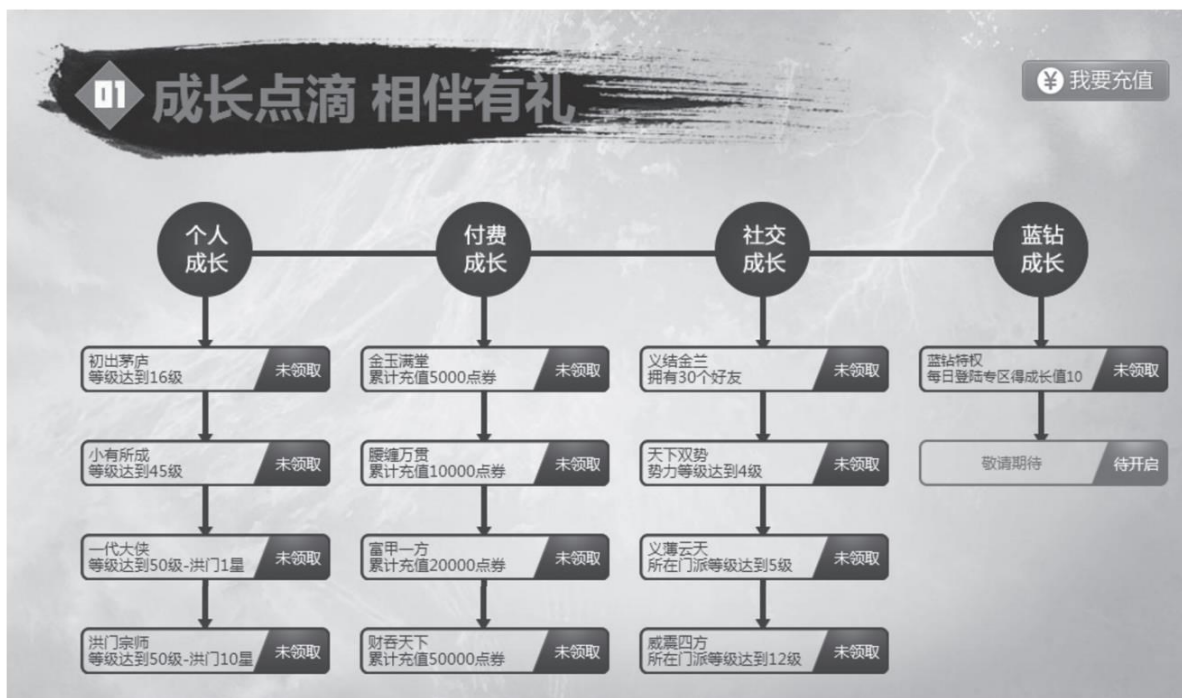 01 成长点滴 相伴有礼
¥ 我要充值
个人
成长
付费
成长
社交
成长
蓝钻
成长
初出茅庐
等级达到16级
未领取
金玉满堂
累计充值5000点券
未领取
义结金兰
拥有30个好友
未领取
蓝钻特权
每日登陆专区得成长值10
未领取
小有所成
等级达到45级
未领取
腰缠万贯
累计充值10000点券
未领取
天下双势
势力等级达到4级
未领取
敬请期待
待开启
一代大侠
等级达到50级-洪门1星
未领取
富甲一方
累计充值20000点券
未领取
义薄云天
所在门派等级达到5级
未领取
洪门宗师
等级达到50级-洪门10星
未领取
财吞天下
累计充值50000点券
未领取
威震四方
所在门派等级达到12级
未领取